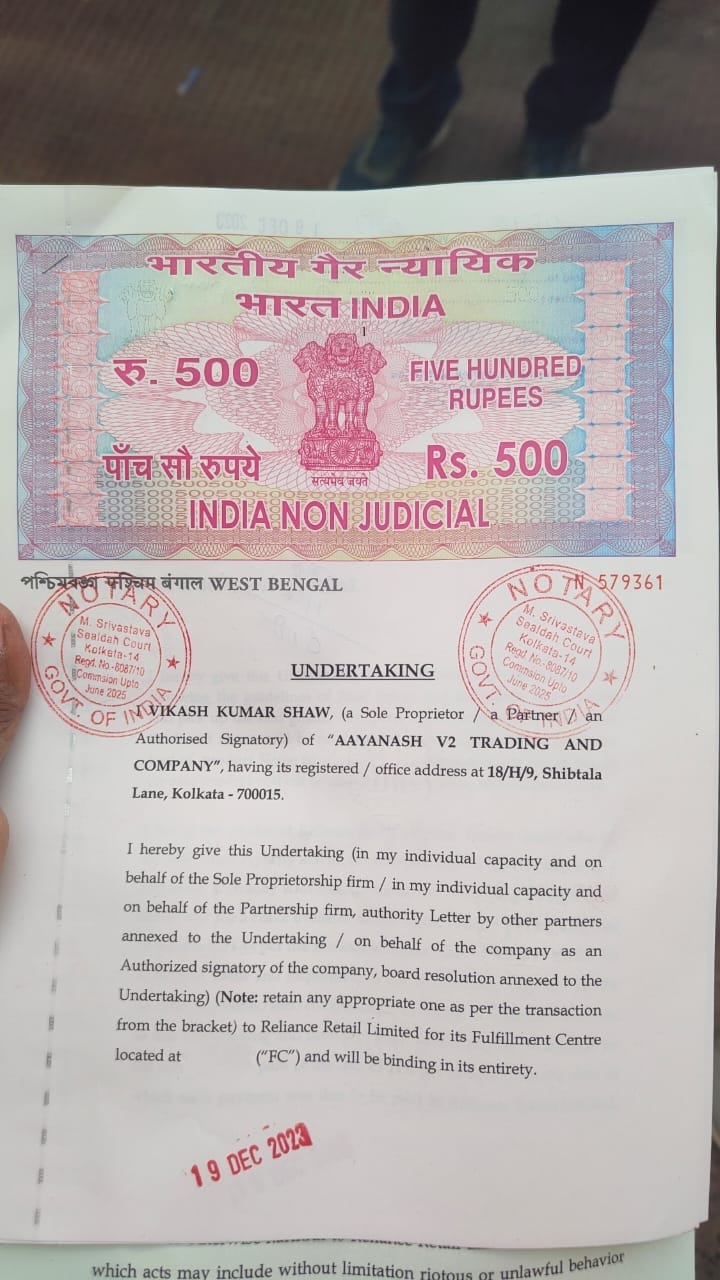 भारतीय गैर न्यायिक
भारत INDIA
रु. 500
FIVE HUNDRED
RUPEES
पाँच सौ रुपये
Rs. 500
सत्यमेव जयते
INDIA NON JUDICIAL
পশ্চিমবঙ্গ पश्चिम बंगाल WEST BENGAL
N 579361
NOTARY
M. Srivastava
Sealdah Court
Kolketa-14
Regd. No.-8087/10
Commsion Upto
June 2025
GOVT. OF INDIA
NOTARY
M. Srivastava
Sealdah Court
Kolketa-14
Regd. No.-8087/10
Commsion Upto
June 2025
GOVT. OF INDIA
UNDERTAKING
I VIKASH KUMAR SHAW, (a Sole Proprietor / a Partner / an
Authorised Signatory) of “AAYANASH V2 TRADING AND
COMPANY”, having its registered / office address at 18/H/9, Shibtala
Lane, Kolkata - 700015.
I hereby give this Undertaking (in my individual capacity and on
behalf of the Sole Proprietorship firm / in my individual capacity and
on behalf of the Partnership firm, authority Letter by other partners
annexed to the Undertaking / on behalf of the company as an
Authorized signatory of the company, board resolution annexed to the
Undertaking) (Note: retain any appropriate one as per the transaction
from the bracket) to Reliance Retail Limited for its Fulfillment Centre
located at (“FC”) and will be binding in its entirety.
19 DEC 2023
which acts may include without limitation riotous or unlawful behavior